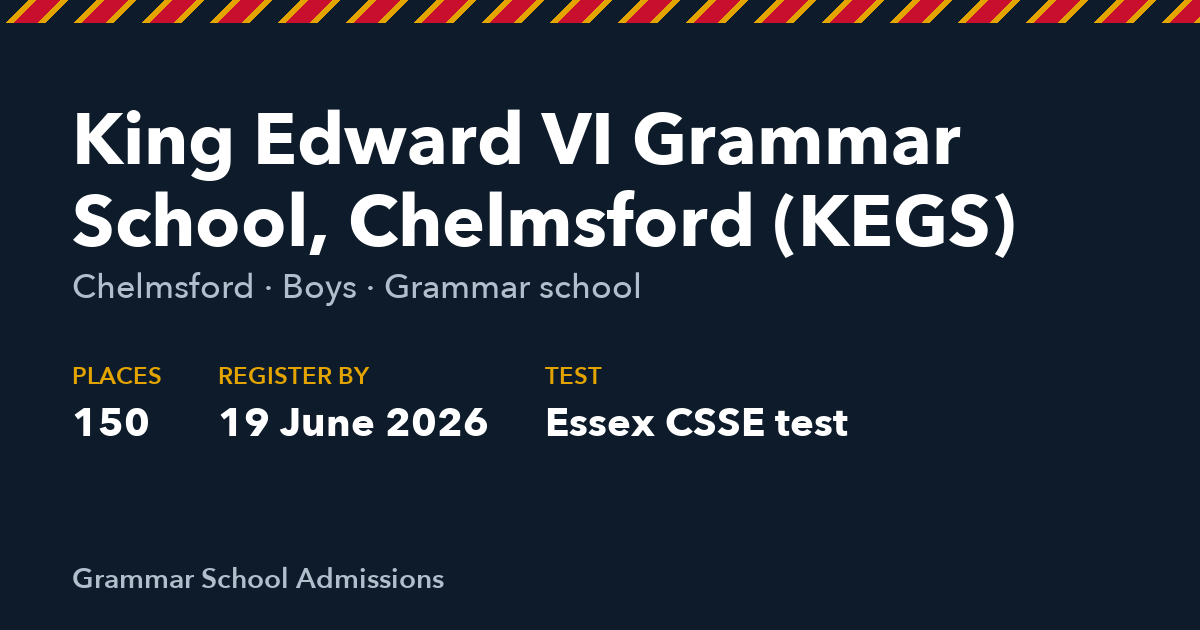 King Edward VI Grammar
School, Chelmsford (KEGS)
Chelmsford · Boys · Grammar school
PLACES
150
REGISTER BY
19 June 2026
TEST
Essex CSSE test
Grammar School Admissions